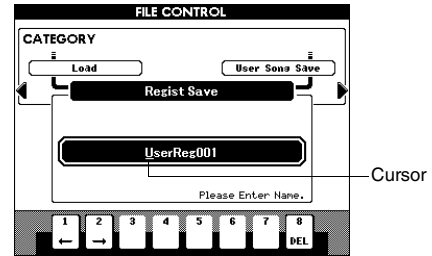 FILE CONTROL
CATEGORY
Load
User Song Save
Regist Save
UserReg001
Cursor
Please Enter Name.
1 2 3 4 5 6 7 8
← → DEL